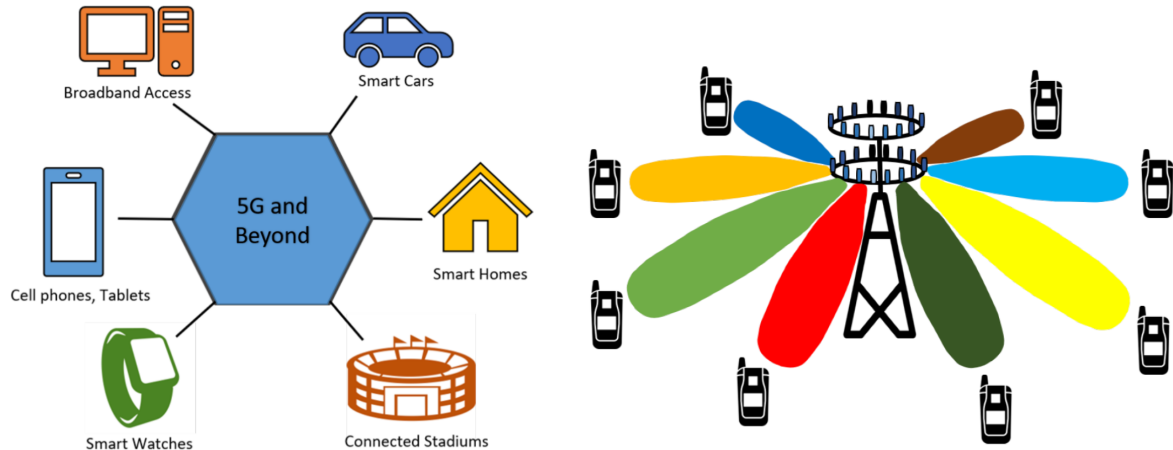 Broadband Access
Smart Cars
5G and
Beyond
Cell phones, Tablets
Smart Homes
Smart Watches
Connected Stadiums